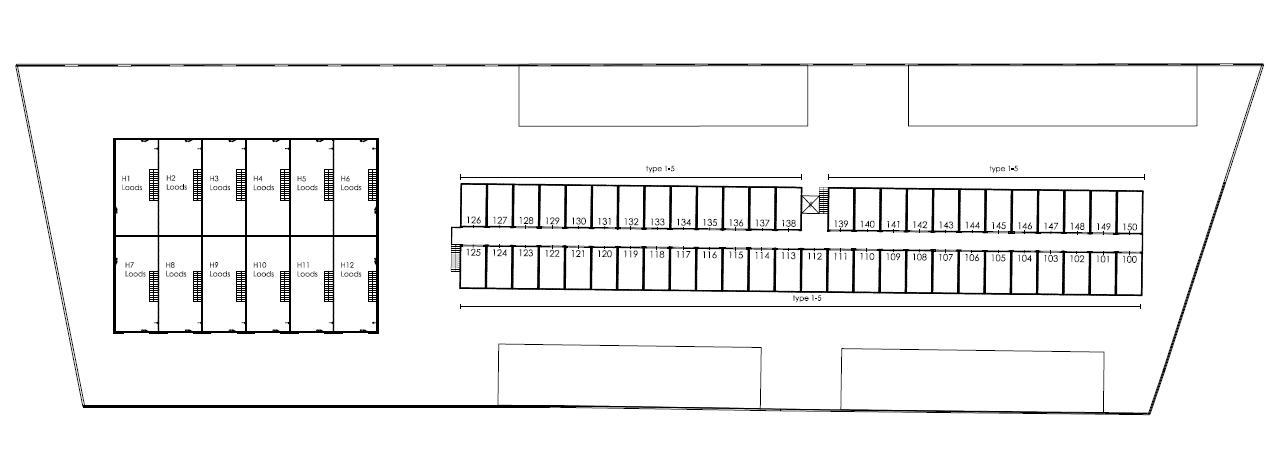 type 1-5 type 1-5
H1 H2 H3 H4 H5 H6
Loods Loods Loods Loods Loods Loods
126 127 128 129 130 131 132 133 134 135 136 137 138 139 140 141 142 143 144 145 146 147 148 149 150
125 124 123 122 121 120 119 118 117 116 115 114 113 112 111 110 109 108 107 106 105 104 103 102 101 100
H7 H8 H9 H10 H11 H12
Loods Loods Loods Loods Loods Loods
type 1-5